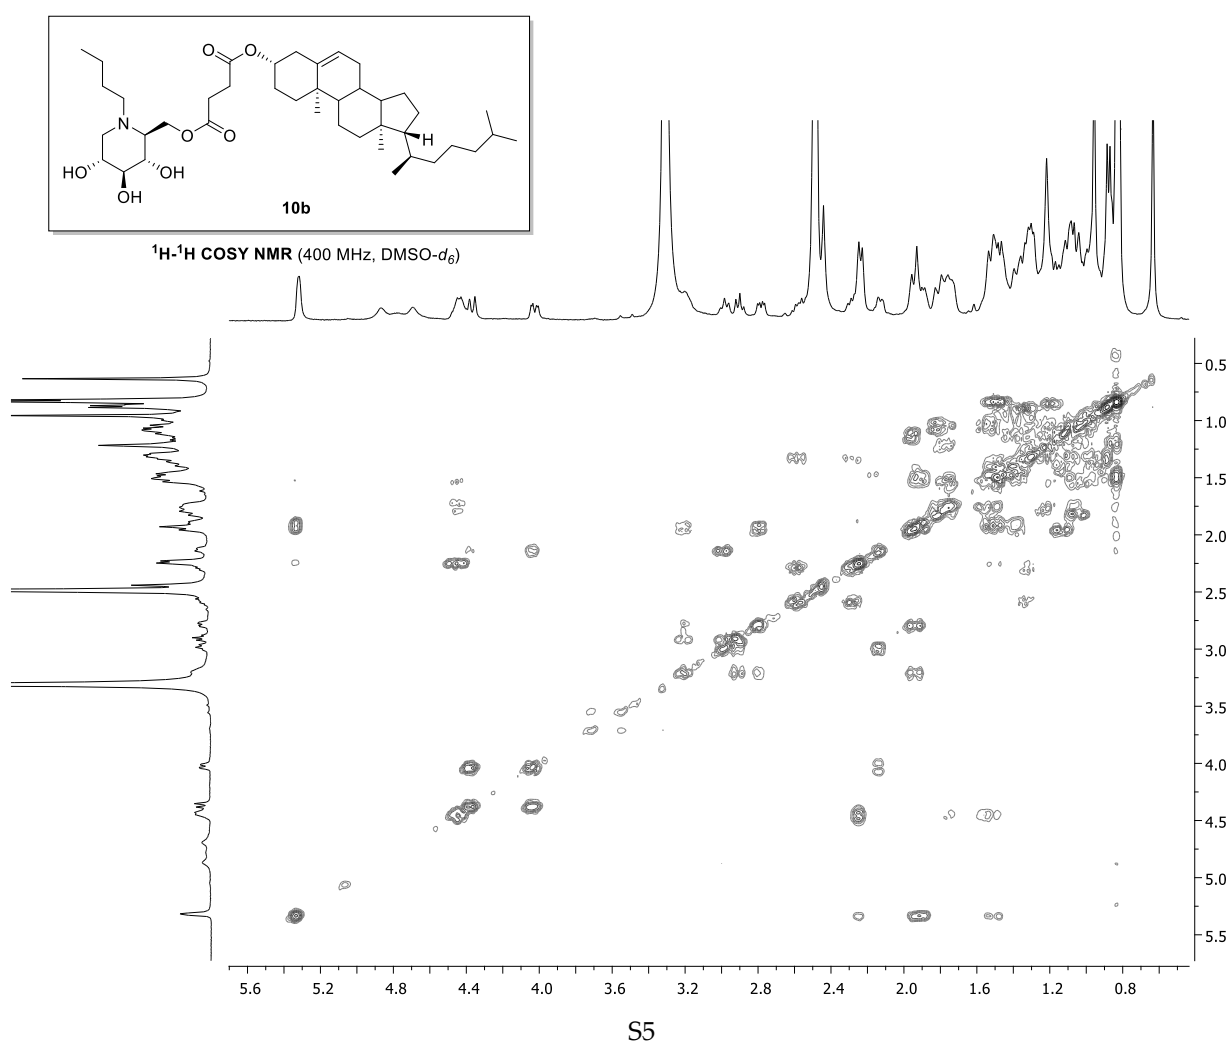 O
O
N
O
O
H
HO
OH
OH
10b
1H-1H COSY NMR (400 MHz, DMSO-d6)
0.5
1.0
1.5
2.0
2.5
3.0
3.5
4.0
4.5
5.0
5.5
5.6 5.2 4.8 4.4 4.0 3.6 3.2 2.8 2.4 2.0 1.6 1.2 0.8
S5